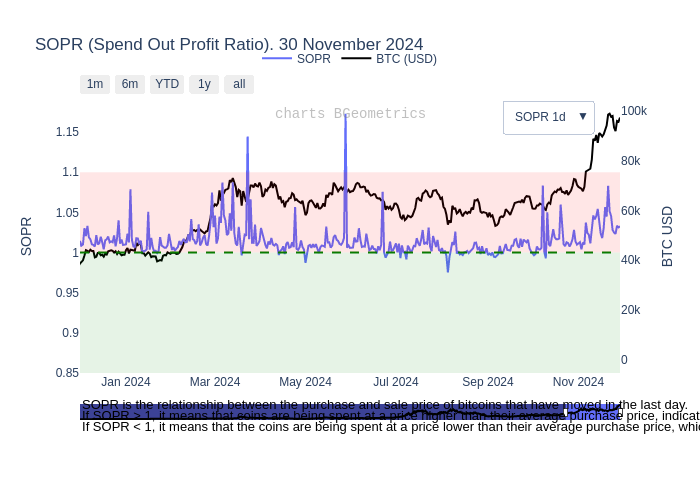 SOPR (Spend Out Profit Ratio). 30 November 2024
SOPR BTC (USD)
1m 6m YTD 1y all
charts BGeometrics
SOPR 1d ▼
1.15
1.1
1.05
1
0.95
0.9
0.85
SOPR
100k
80k
60k
40k
20k
0
BTC USD
Jan 2024 Mar 2024 May 2024 Jul 2024 Sep 2024 Nov 2024
SOPR is the relationship between the purchase and sale price of bitcoins that have moved in the last day.
If SOPR > 1, it means that coins are being spent at a price higher than their average purchase price, indicat
If SOPR < 1, it means that the coins are being spent at a price lower than their average purchase price, whic